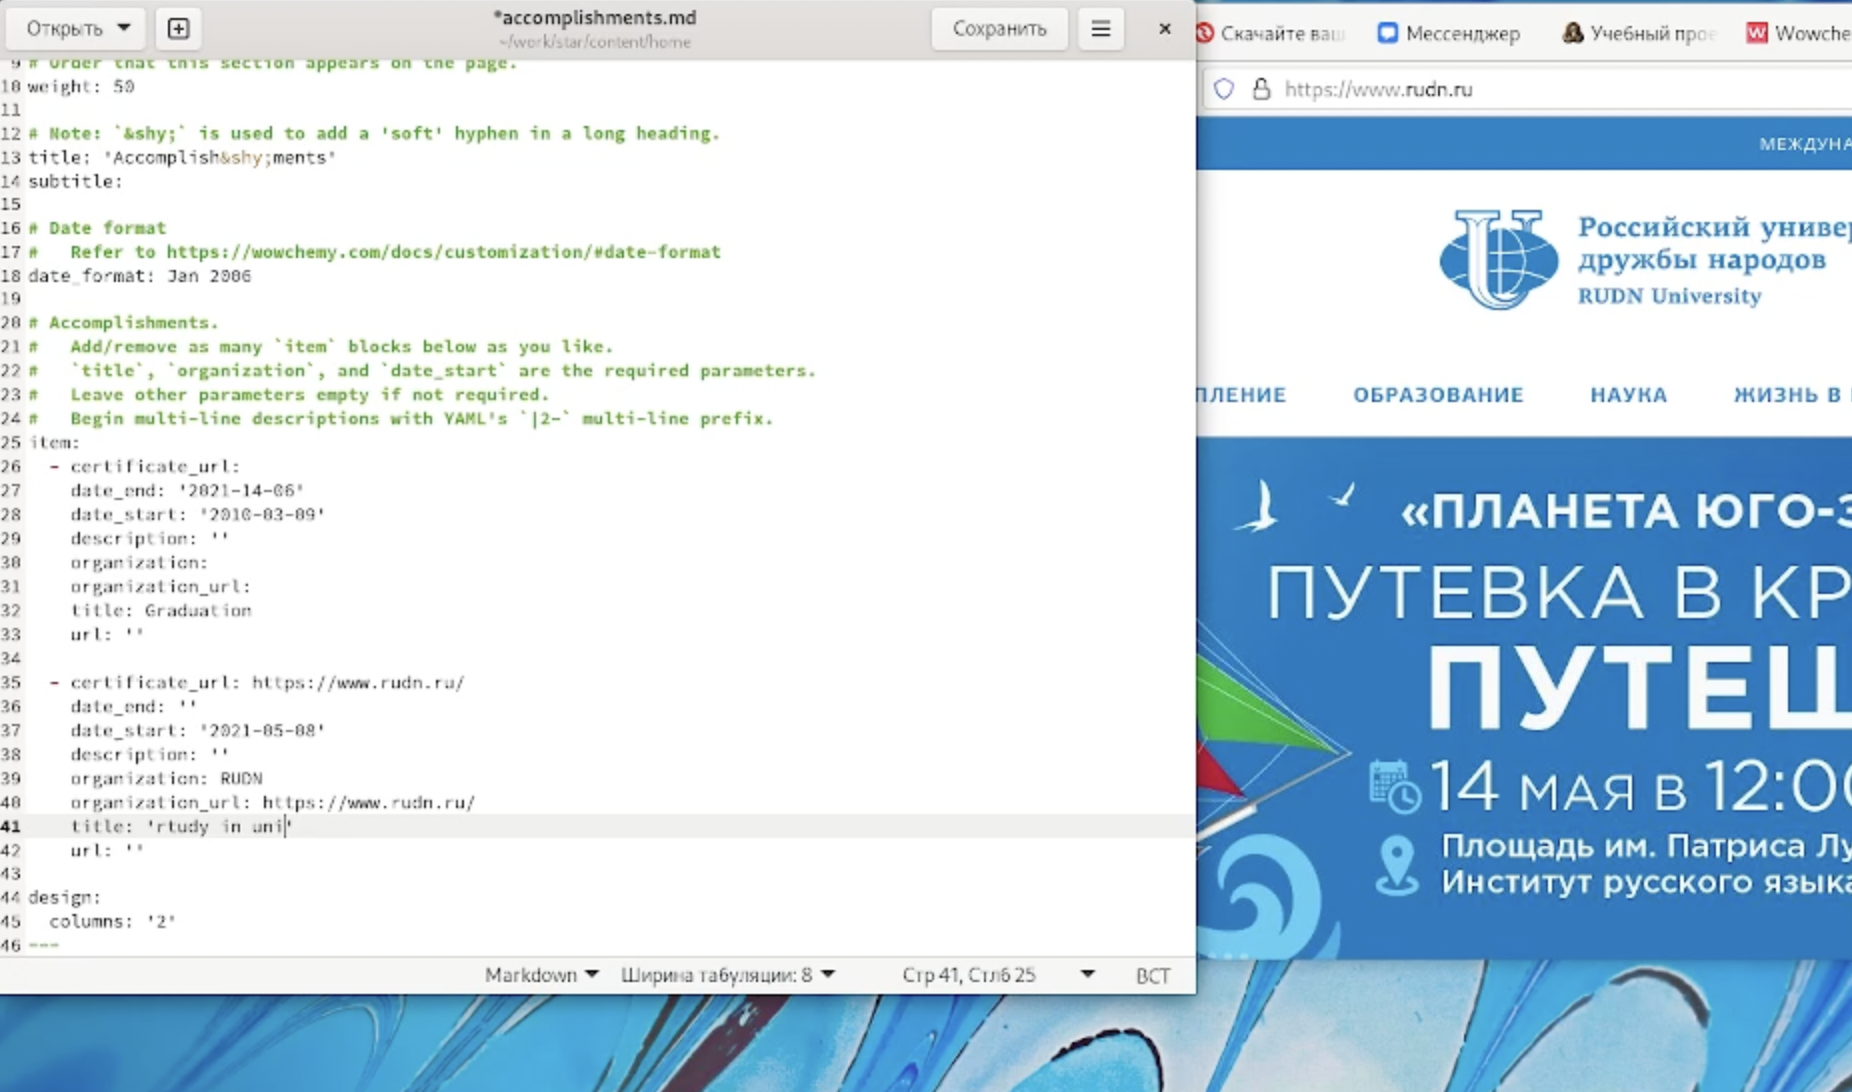 Открыть
*accomplishments.md
~/work/star/content/home
Сохранить
9 # Order that this section appears on the page.
10 weight: 50
11
12 # Note: `&shy;` is used to add a 'soft' hyphen in a long heading.
13 title: 'Accomplish&shy;ments'
14 subtitle:
15
16 # Date format
17 #   Refer to https://wowchemy.com/docs/customization/#date-format
18 date_format: Jan 2006
19
20 # Accomplishments.
21 #   Add/remove as many `item` blocks below as you like.
22 #   `title`, `organization`, and `date_start` are the required parameters.
23 #   Leave other parameters empty if not required.
24 #   Begin multi-line descriptions with YAML's `|2-` multi-line prefix.
25 item:
26   - certificate_url:
27     date_end: '2021-14-06'
28     date_start: '2010-03-09'
29     description: ''
30     organization:
31     organization_url:
32     title: Graduation
33     url: ''
34
35   - certificate_url: https://www.rudn.ru/
36     date_end: ''
37     date_start: '2021-05-08'
38     description: ''
39     organization: RUDN
40     organization_url: https://www.rudn.ru/
41     title: 'rtudy in uni'
42     url: ''
43
44 design:
45   columns: '2'
46 ---
Markdown
Ширина табуляции: 8
Стр 41, Стлб 25
ВСТ
Скачайте ваш
Мессенджер
Учебный прое
Wowche
https://www.rudn.ru
МЕЖДУНА
Российский универ
дружбы народов
RUDN University
ПЛЕНИЕ
ОБРАЗОВАНИЕ
НАУКА
ЖИЗНЬ В
«ПЛАНЕТА ЮГО-З
ПУТЕВКА В КР
ПУТЕШ
14 МАЯ В 12:00
Площадь им. Патриса Лу
Институт русского языка